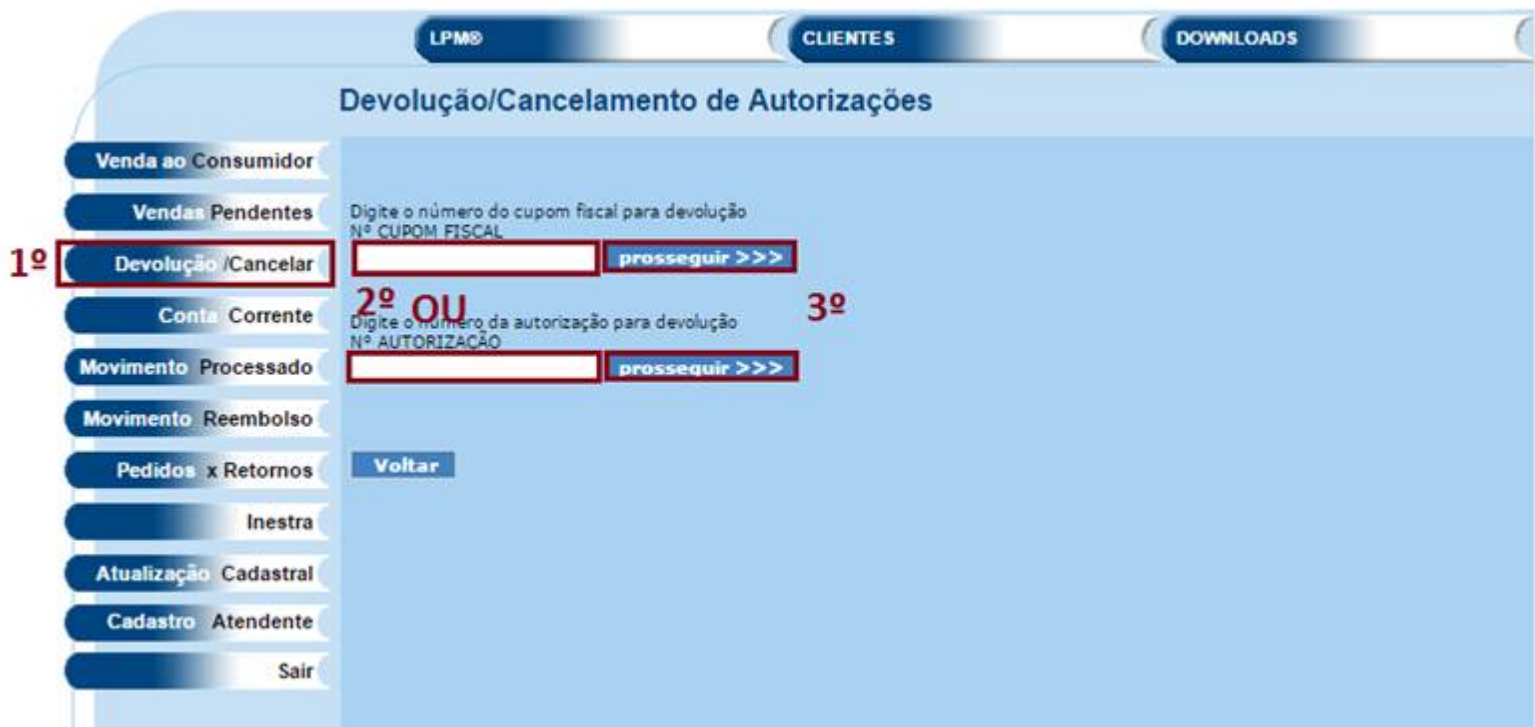 LPM® CLIENTES DOWNLOADS
Devolução/Cancelamento de Autorizações
Venda ao Consumidor
Vendas Pendentes
1º Devolução /Cancelar
Conta Corrente
Movimento Processado
Movimento Reembolso
Pedidos x Retornos
Inestra
Atualização Cadastral
Cadastro Atendente
Sair
Digite o número do cupom fiscal para devolução
Nº CUPOM FISCAL
prosseguir >>>
2º OU 3º
Digite o número da autorização para devolução
Nº AUTORIZAÇÃO
prosseguir >>>
Voltar